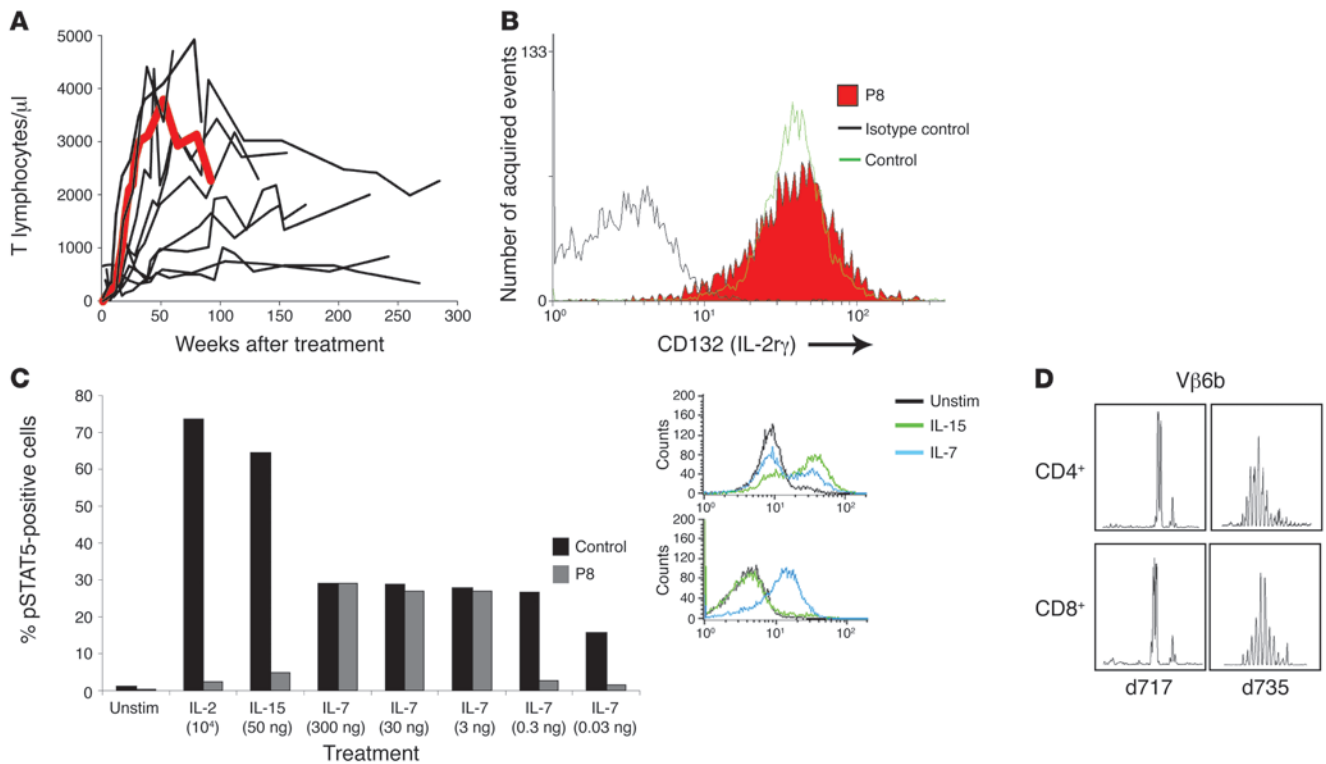 A
T lymphocytes/µl
5000
4000
3000
2000
1000
0
0 50 100 150 200 250 300
Weeks after treatment
B
Number of acquired events
133
0
10⁰ 10¹ 10²
CD132 (IL-2rγ)
P8
Isotype control
Control
C
% pSTAT5-positive cells
80
70
60
50
40
30
20
10
0
Unstim IL-2 IL-15 IL-7 IL-7 IL-7 IL-7 IL-7
(10⁴) (50 ng) (300 ng) (30 ng) (3 ng) (0.3 ng) (0.03 ng)
Treatment
Control
P8
Counts
200
160
120
80
40
0
10⁰ 10¹ 10²
Counts
200
160
120
80
40
0
10⁰ 10¹ 10²
Unstim
IL-15
IL-7
D
Vβ6b
CD4⁺
CD8⁺
d717 d735